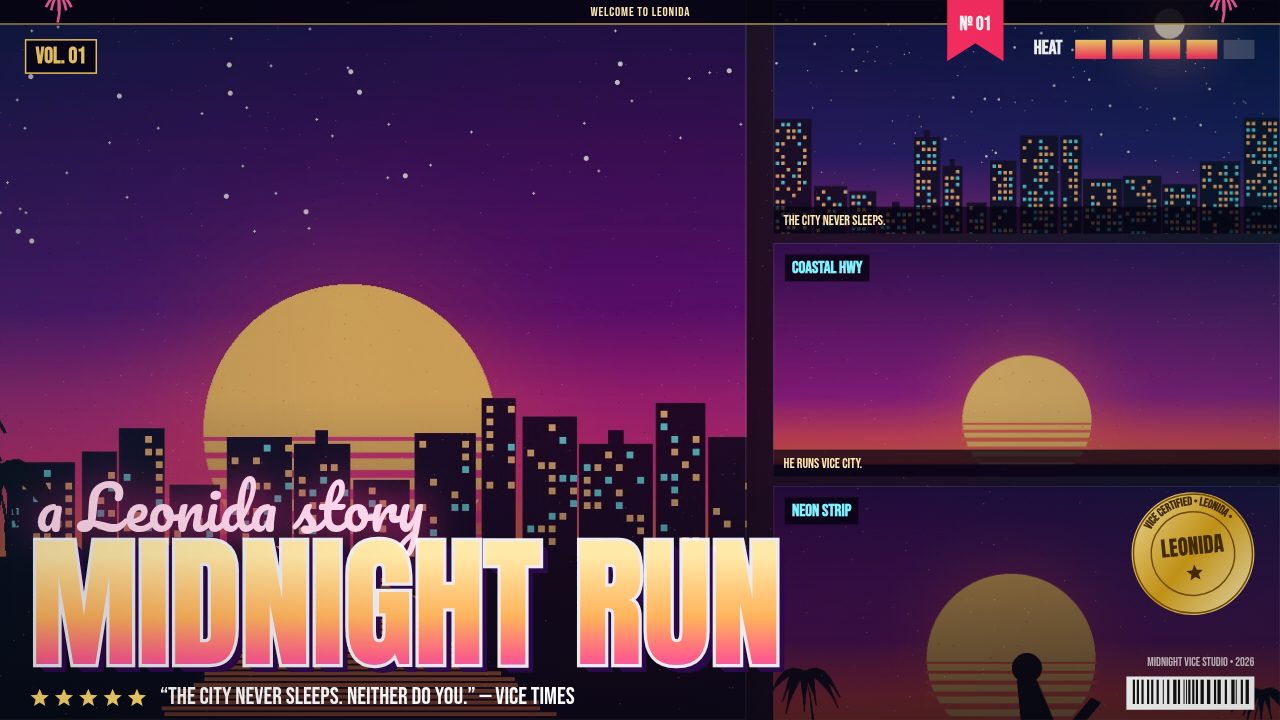 WELCOME TO LEONIDA
VOL. 01
Nº 01
HEAT
THE CITY NEVER SLEEPS.
COASTAL HWY
HE RUNS VICE CITY.
NEON STRIP
VICE CERTIFIED • LEONIDA •
LEONIDA
a Leonida story
MIDNIGHT RUN
“THE CITY NEVER SLEEPS. NEITHER DO YOU.” — VICE TIMES
MIDNIGHT VICE STUDIO • 2026